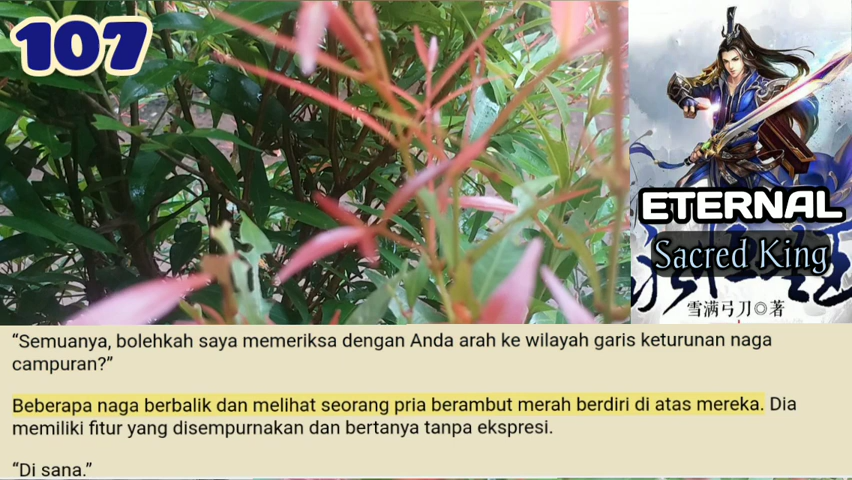 107
ETERNAL
Sacred King
雪满弓刀◎著
“Semuanya, bolehkah saya memeriksa dengan Anda arah ke wilayah garis keturunan naga
campuran?”
Beberapa naga berbalik dan melihat seorang pria berambut merah berdiri di atas mereka. Dia
memiliki fitur yang disempurnakan dan bertanya tanpa ekspresi.
“Di sana.”